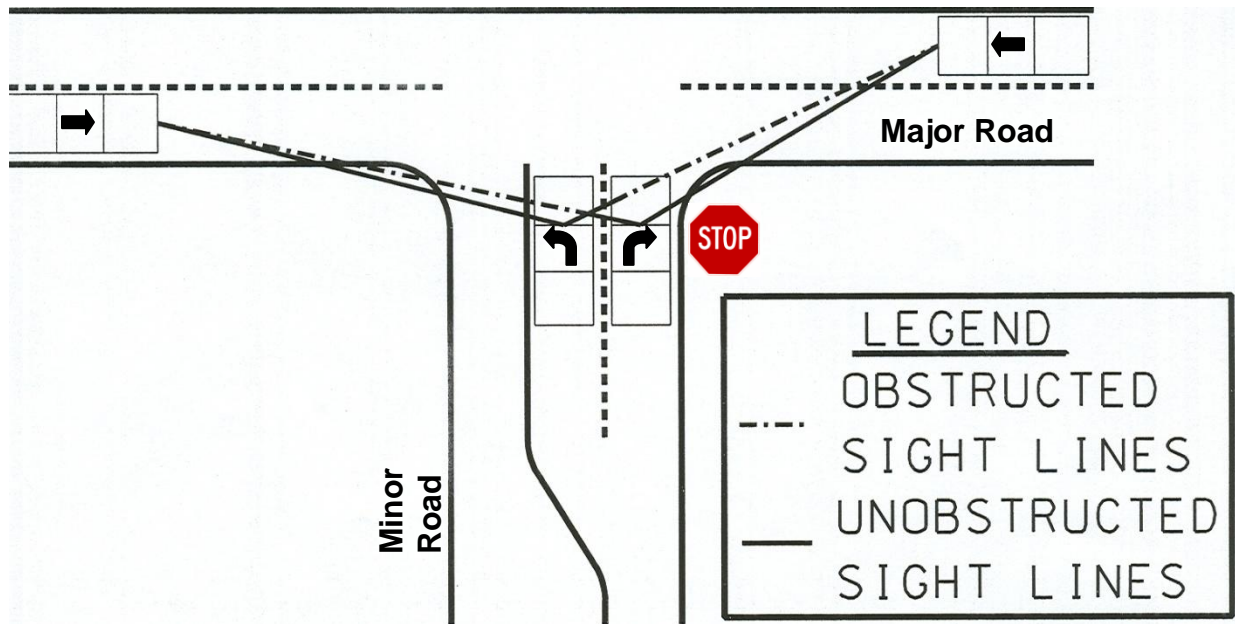 Major Road
STOP
Minor
Road
LEGEND
OBSTRUCTED
SIGHT LINES
UNOBSTRUCTED
SIGHT LINES